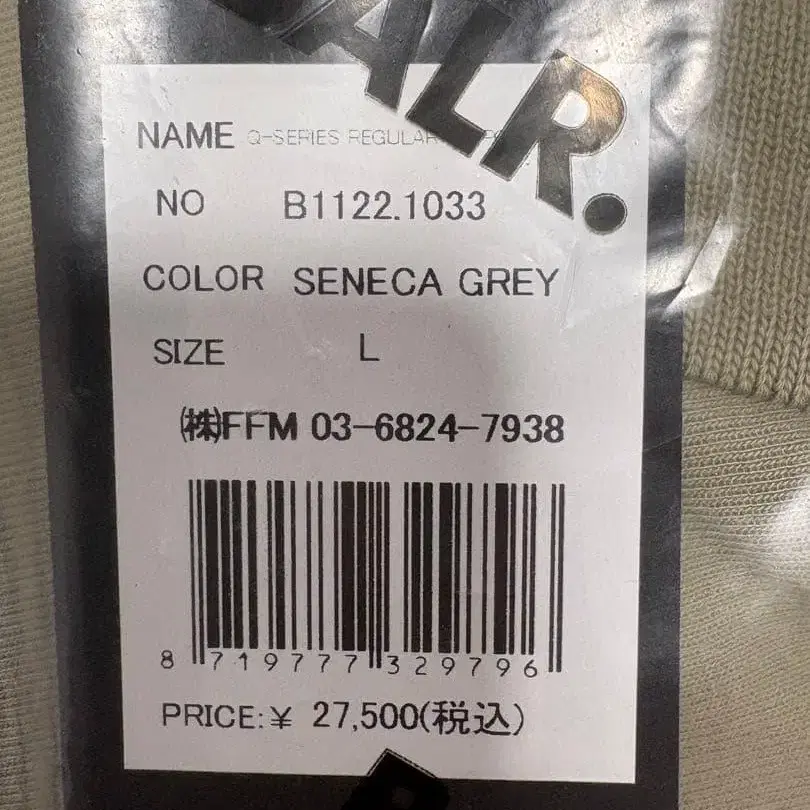 BALR.
NAME Q-SERIES REGULAR
NO B1122.1033
COLOR SENECA GREY
SIZE L
㈱FFM 03-6824-7938
8 719777 329796
PRICE:¥ 27,500(税込)